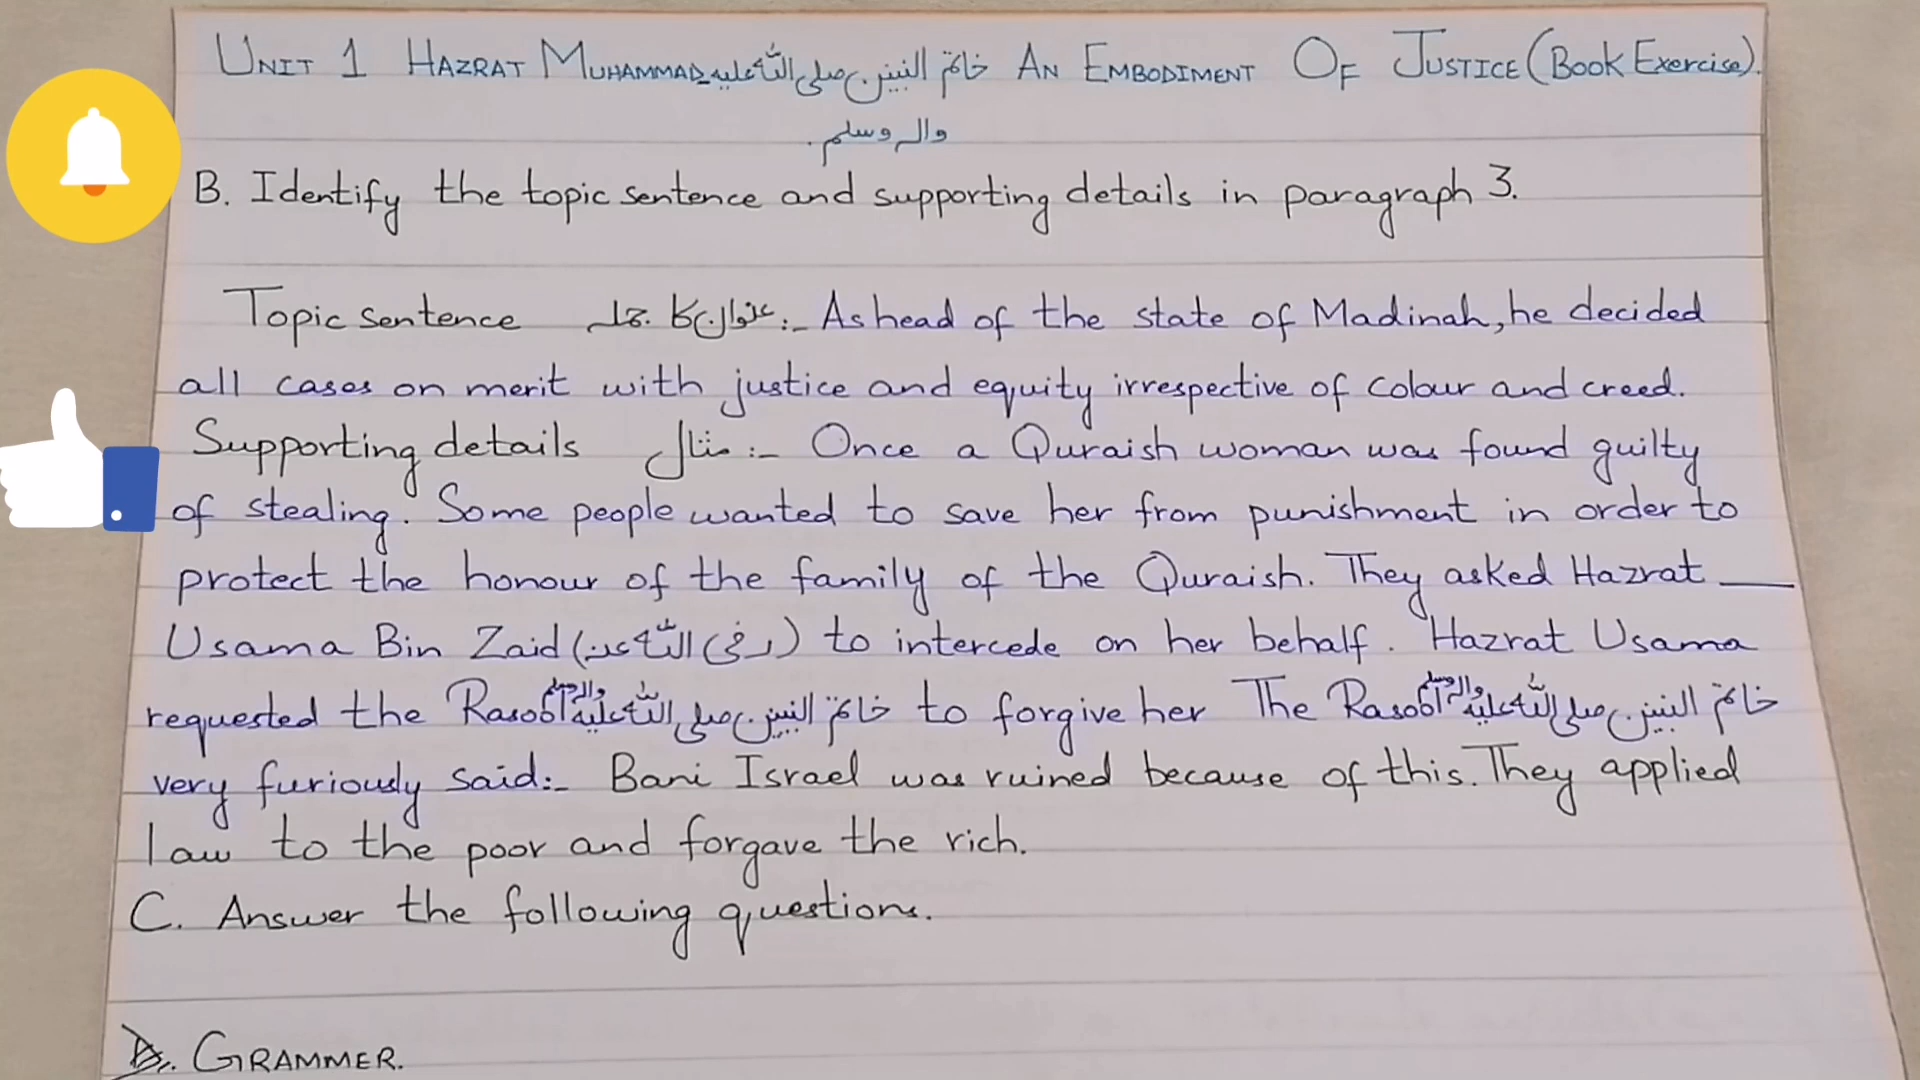 UNIT 1 HAZRAT MUHAMMAD خاتم النبیین صلی اللہ علیہ AN EMBODIMENT OF JUSTICE (Book Exercise).
والہ وسلم.
B. Identify the topic sentence and supporting details in paragraph 3.
Topic sentence عنوان کا جملہ :- As head of the state of Madinah, he decided
all cases on merit with justice and equity irrespective of colour and creed.
Supporting details مثال :- Once a Quraish woman was found guilty
of stealing. Some people wanted to save her from punishment in order to
protect the honour of the family of the Quraish. They asked Hazrat
Usama Bin Zaid (رضی اللہ عنہ) to intercede on her behalf. Hazrat Usama
requested the Rasool خاتم النبیین صلی اللہ علیہ والہ وسلم to forgive her The Rasool خاتم النبیین صلی اللہ علیہ والہ وسلم
very furiously said:- Bani Israel was ruined because of this. They applied
law to the poor and forgave the rich.
C. Answer the following questions.
D. GRAMMER.